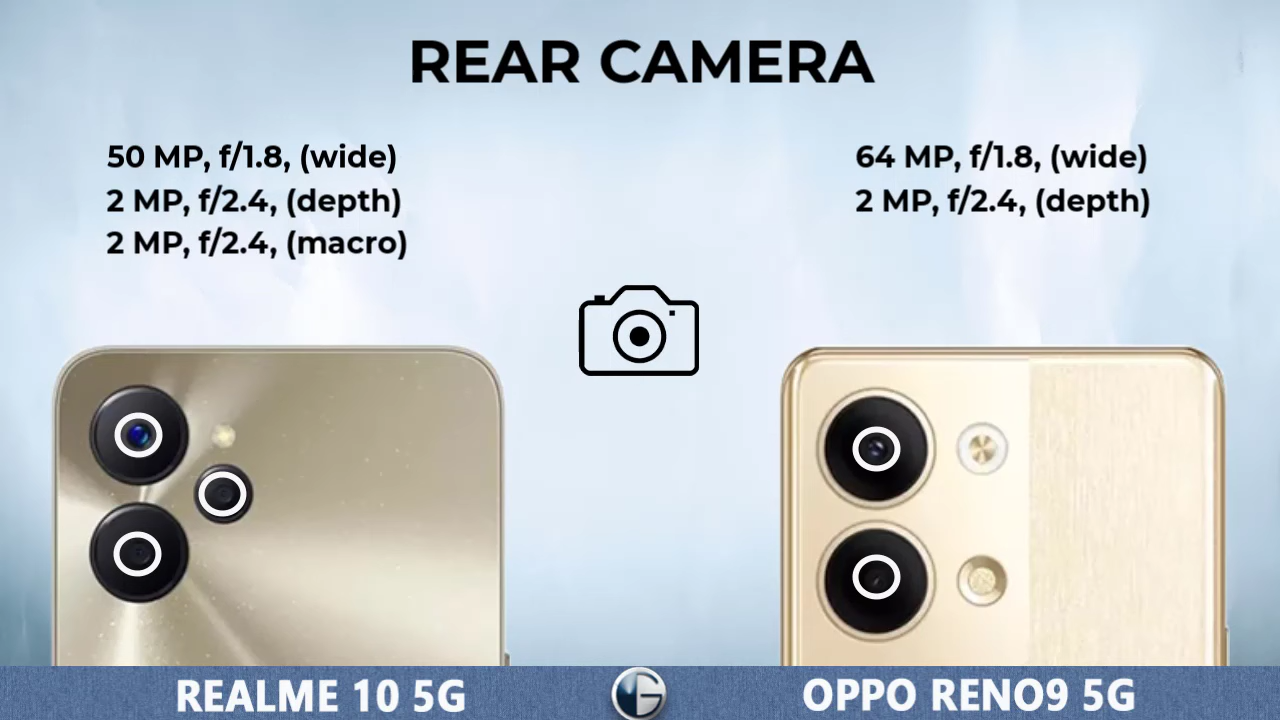 REAR CAMERA
50 MP, f/1.8, (wide)
2 MP, f/2.4, (depth)
2 MP, f/2.4, (macro)
64 MP, f/1.8, (wide)
2 MP, f/2.4, (depth)
REALME 10 5G
OPPO RENO9 5G